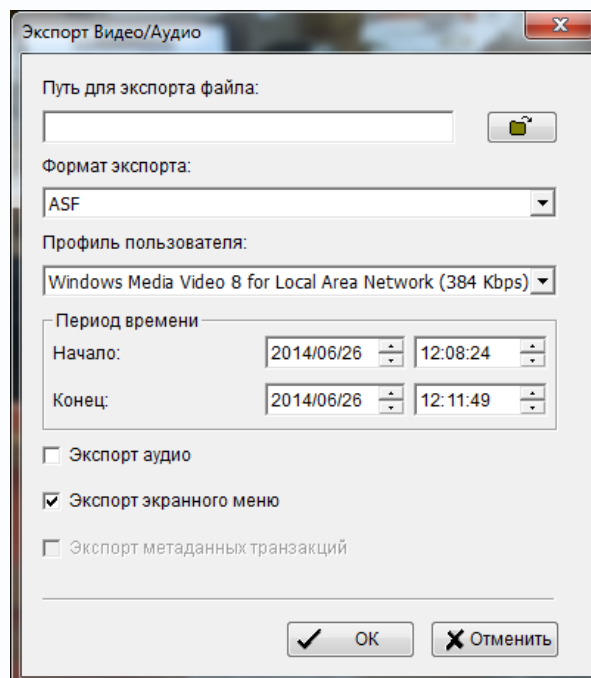 Экспорт Видео/Аудио
Путь для экспорта файла:
Формат экспорта:
ASF
Профиль пользователя:
Windows Media Video 8 for Local Area Network (384 Kbps)
Период времени
Начало: 2014/06/26 12:08:24
Конец: 2014/06/26 12:11:49
Экспорт аудио
Экспорт экранного меню
Экспорт метаданных транзакций
OK Отменить